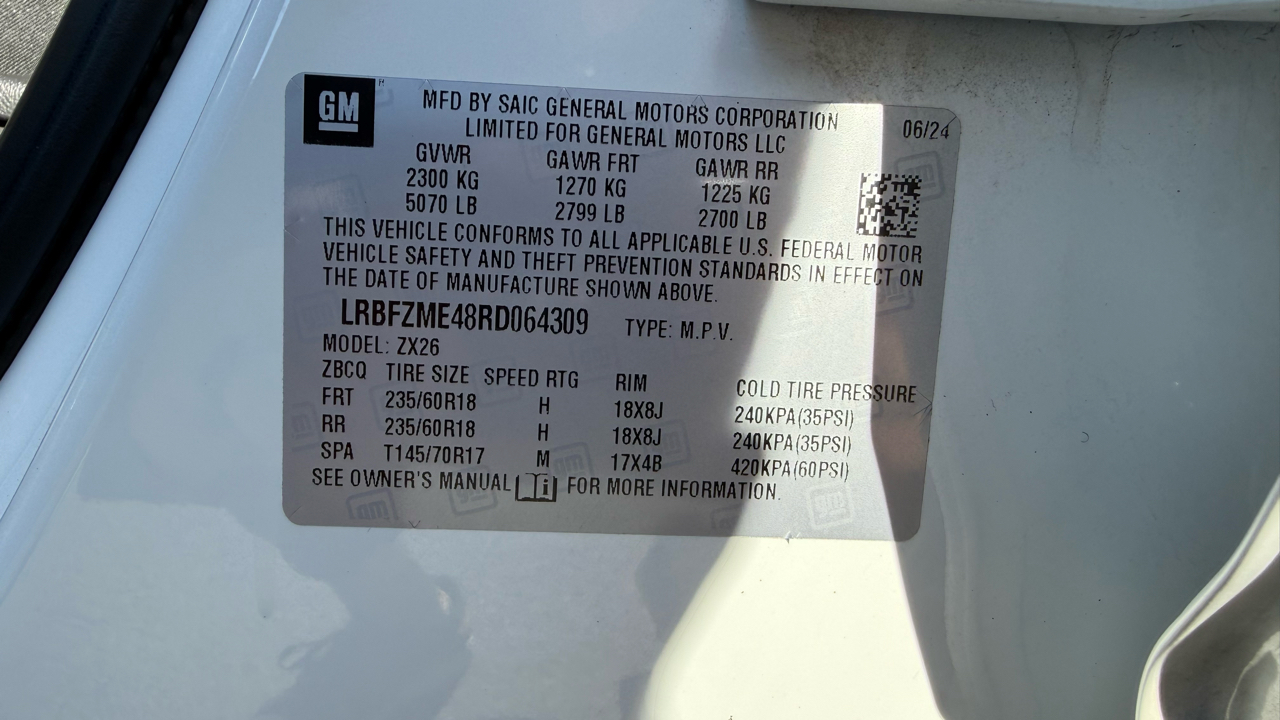 GM
MFD BY SAIC GENERAL MOTORS CORPORATION
LIMITED FOR GENERAL MOTORS LLC
06/24
GVWR GAWR FRT GAWR RR
2300 KG 1270 KG 1225 KG
5070 LB 2799 LB 2700 LB
THIS VEHICLE CONFORMS TO ALL APPLICABLE U.S. FEDERAL MOTOR
VEHICLE SAFETY AND THEFT PREVENTION STANDARDS IN EFFECT ON
THE DATE OF MANUFACTURE SHOWN ABOVE.
LRBFZME48RD064309 TYPE: M.P.V.
MODEL: ZX26
ZBCQ TIRE SIZE SPEED RTG RIM COLD TIRE PRESSURE
FRT 235/60R18 H 18X8J 240KPA(35PSI)
RR 235/60R18 H 18X8J 240KPA(35PSI)
SPA T145/70R17 M 17X4B 420KPA(60PSI)
SEE OWNER'S MANUAL i FOR MORE INFORMATION.